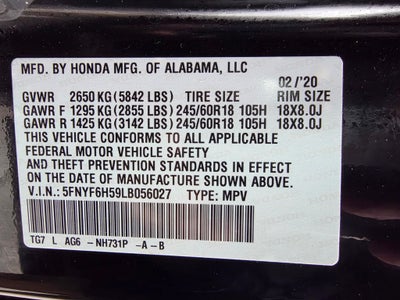 MFD. BY HONDA MFG. OF ALABAMA, LLC
02/'20
GVWR 2650 KG (5842 LBS) TIRE SIZE RIM SIZE
GAWR F 1295 KG (2855 LBS) 245/60R18 105H 18X8.0J
GAWR R 1425 KG (3142 LBS) 245/60R18 105H 18X8.0J
THIS VEHICLE CONFORMS TO ALL APPLICABLE
FEDERAL MOTOR VEHICLE SAFETY
AND THEFT PREVENTION STANDARDS IN EFFECT
ON THE DATE OF MANUFACTURE SHOWN ABOVE.
V.I.N.: 5FNYF6H59LB056027 TYPE: MPV
TG7 L AG6 -NH731P -A-B